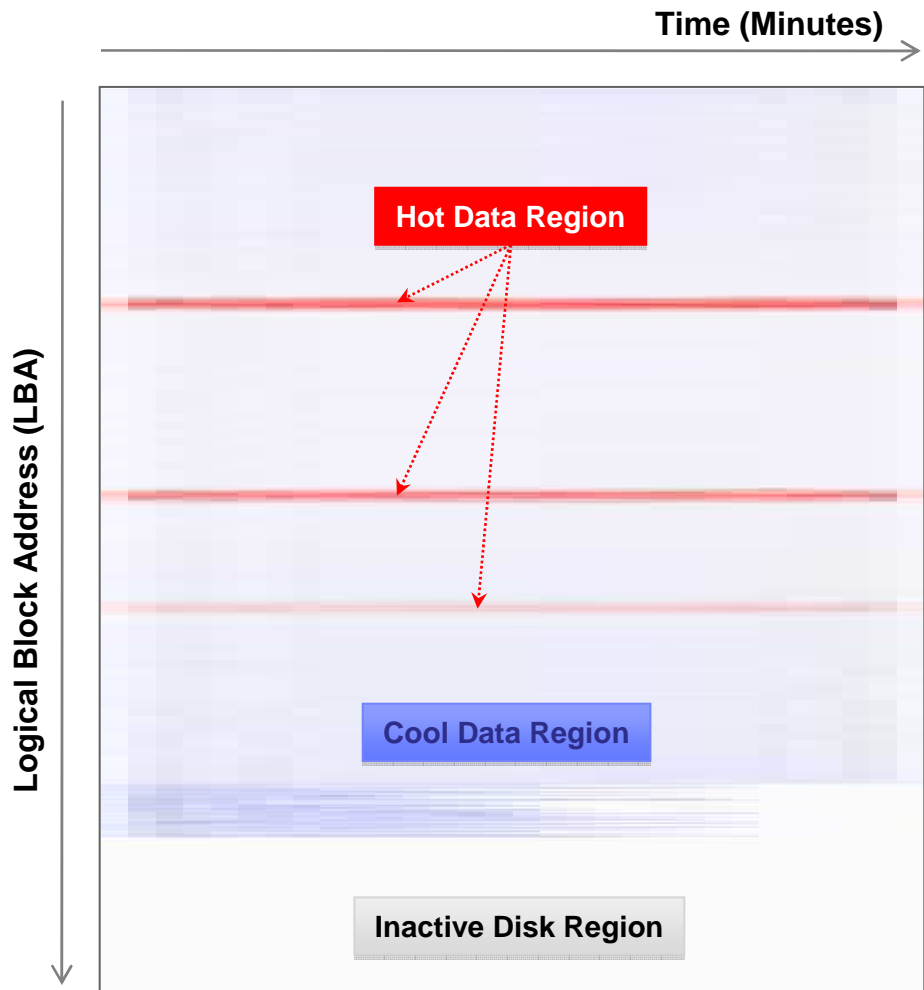 Time (Minutes)
Hot Data Region
Logical Block Address (LBA)
Cool Data Region
Inactive Disk Region